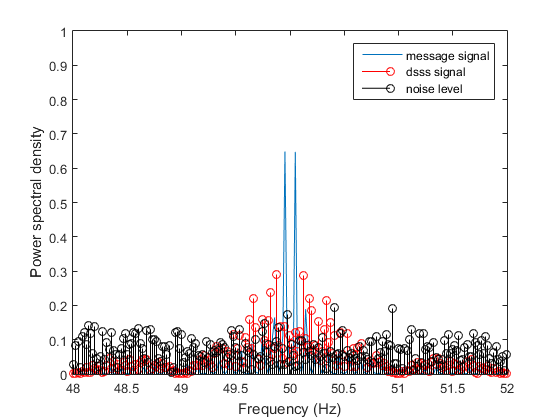 1
0.9
0.8
0.7
0.6
0.5
0.4
0.3
0.2
0.1
0
Power spectral density
message signal
dsss signal
noise level
48 48.5 49 49.5 50 50.5 51 51.5 52
Frequency (Hz)